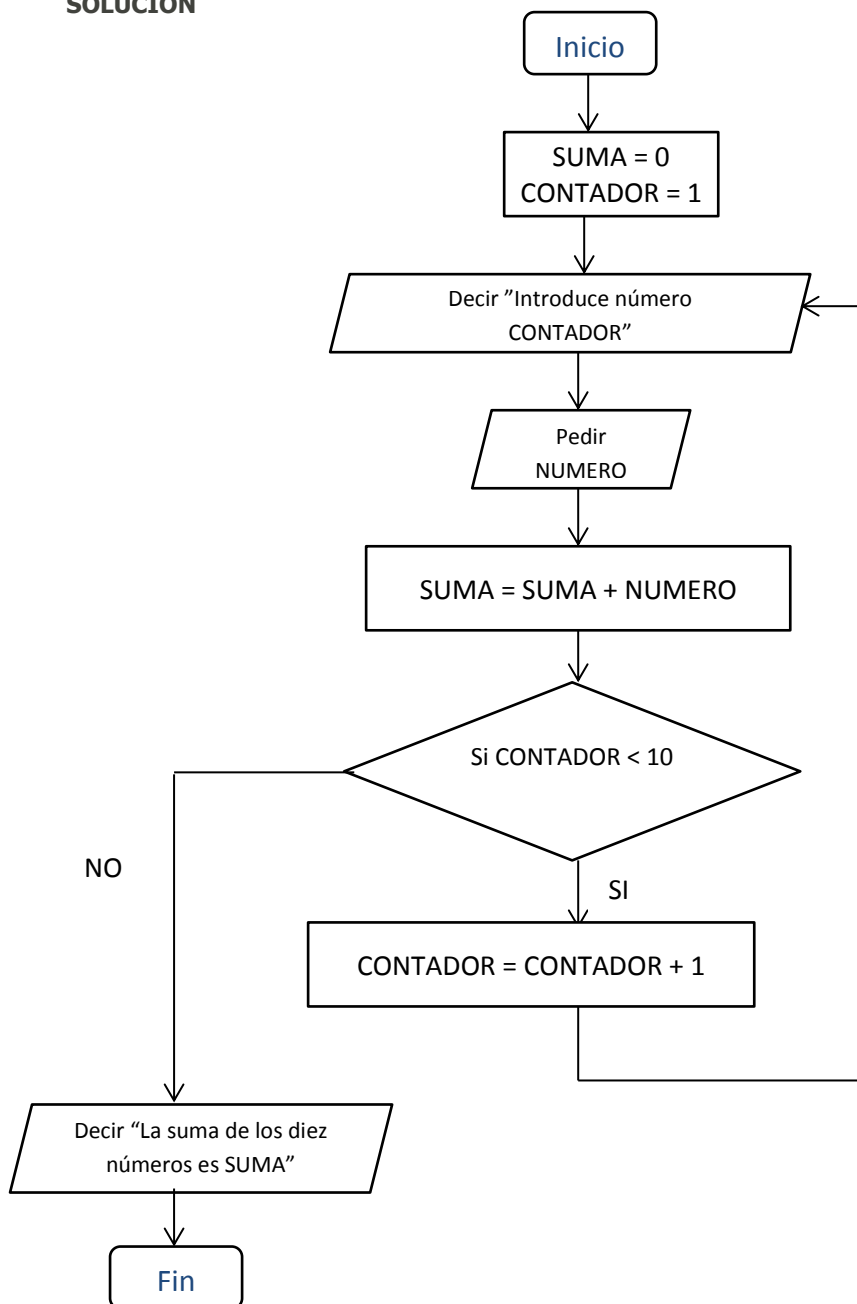 SOLUCIÓN
Inicio
SUMA = 0
CONTADOR = 1
Decir ”Introduce número
CONTADOR”
Pedir
NUMERO
SUMA = SUMA + NUMERO
Si CONTADOR < 10
NO
SI
CONTADOR = CONTADOR + 1
Decir “La suma de los diez
números es SUMA”
Fin